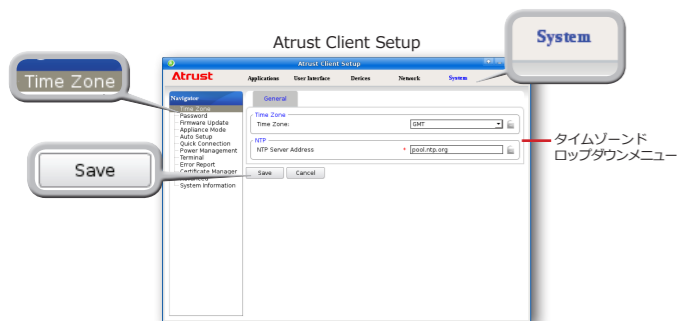 Atrust Client Setup
System
Time Zone
Save
Atrust Client Setup
Atrust
Applications User Interface Devices Network System
Navigator
Time Zone
Password
Firmware Update
Appliance Mode
Auto Setup
Quick Connection
Power Management
Terminal
Error Report
Certificate Manager
Advanced
System information
General
Time Zone
Time Zone: GMT
NTP
NTP Server Address * pool.ntp.org
Save Cancel
タイムゾーンド
ロップダウンメニュー